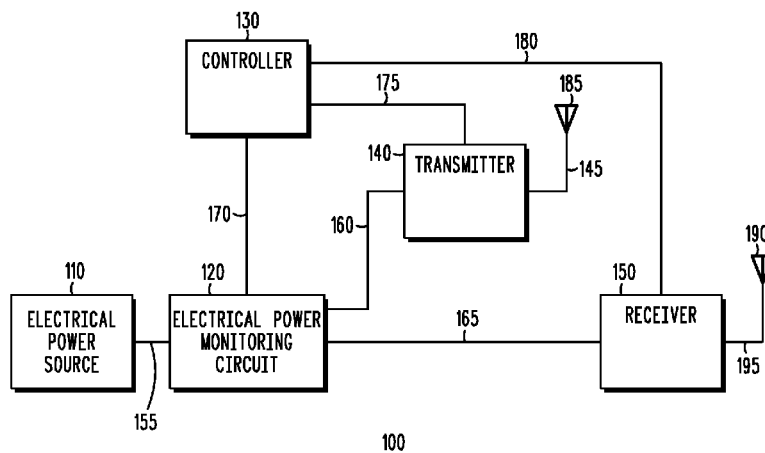 130
CONTROLLER
180
175
185
140
TRANSMITTER
145
170
160
190
110
120
150
ELECTRICAL
POWER
SOURCE
ELECTRICAL POWER
MONITORING
CIRCUIT
165
RECEIVER
195
155
100